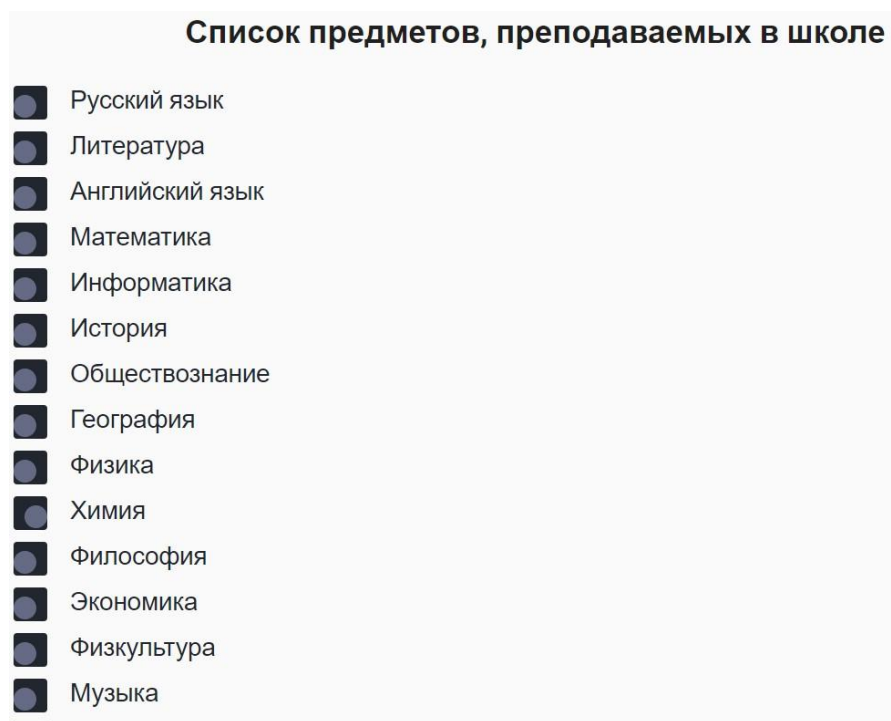 Список предметов, преподаваемых в школе
Русский язык
Литература
Английский язык
Математика
Информатика
История
Обществознание
География
Физика
Химия
Философия
Экономика
Физкультура
Музыка